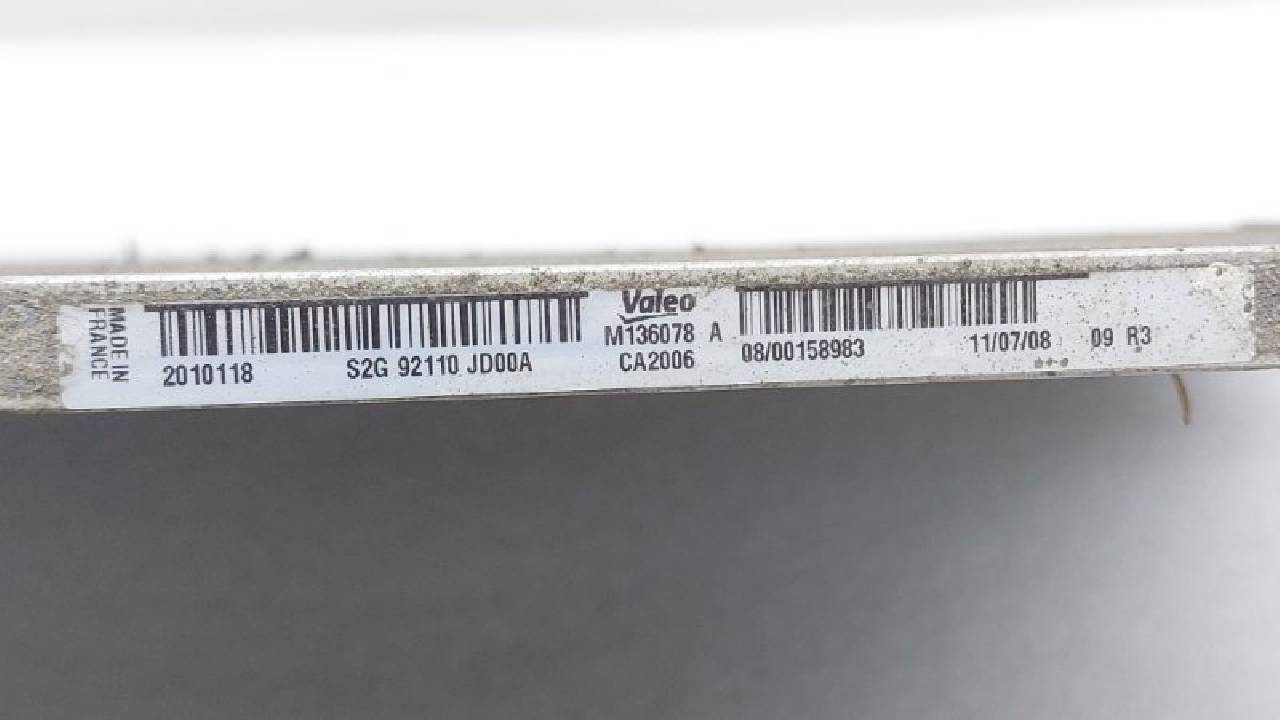 MADE IN
FRANCE
2010118
S2G 92110 JD00A
Valeo
M136078 A
CA2006
08/00158983
11/07/08
09 R3